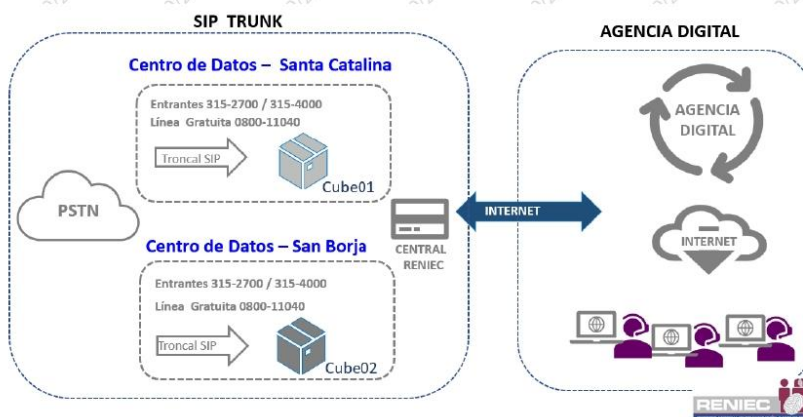 SIP TRUNK
Centro de Datos – Santa Catalina
Entrantes 315-2700 / 315-4000
Línea Gratuita 0800-11040
Troncal SIP
Cube01
PSTN
CENTRAL
RENIEC
Centro de Datos – San Borja
Entrantes 315-2700 / 315-4000
Línea Gratuita 0800-11040
Troncal SIP
Cube02
INTERNET
AGENCIA DIGITAL
AGENCIA
DIGITAL
INTERNET
RENIEC